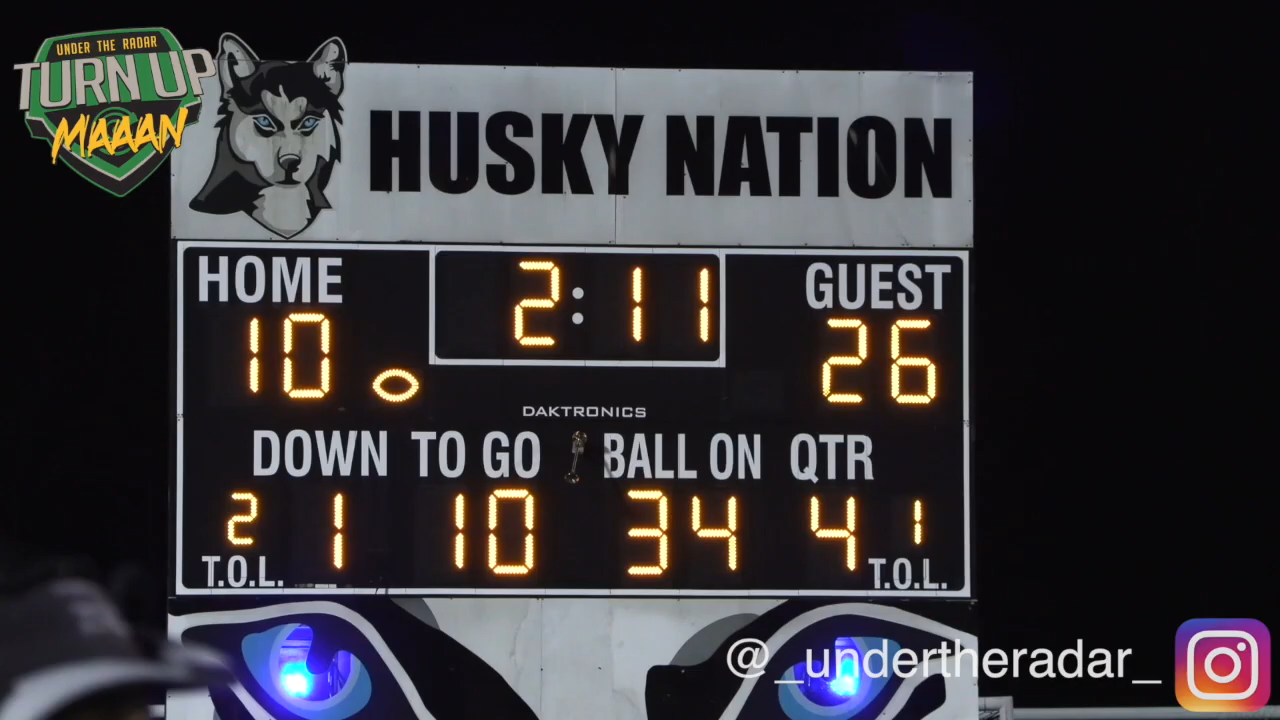 UNDER THE RADAR
TURN UP
MAAAN
HUSKY NATION
HOME
2:11
GUEST
10
26
DAKTRONICS
DOWN TO GO BALL ON QTR
2 1 10 34 4 1
T.O.L. T.O.L.
@_undertheradar_